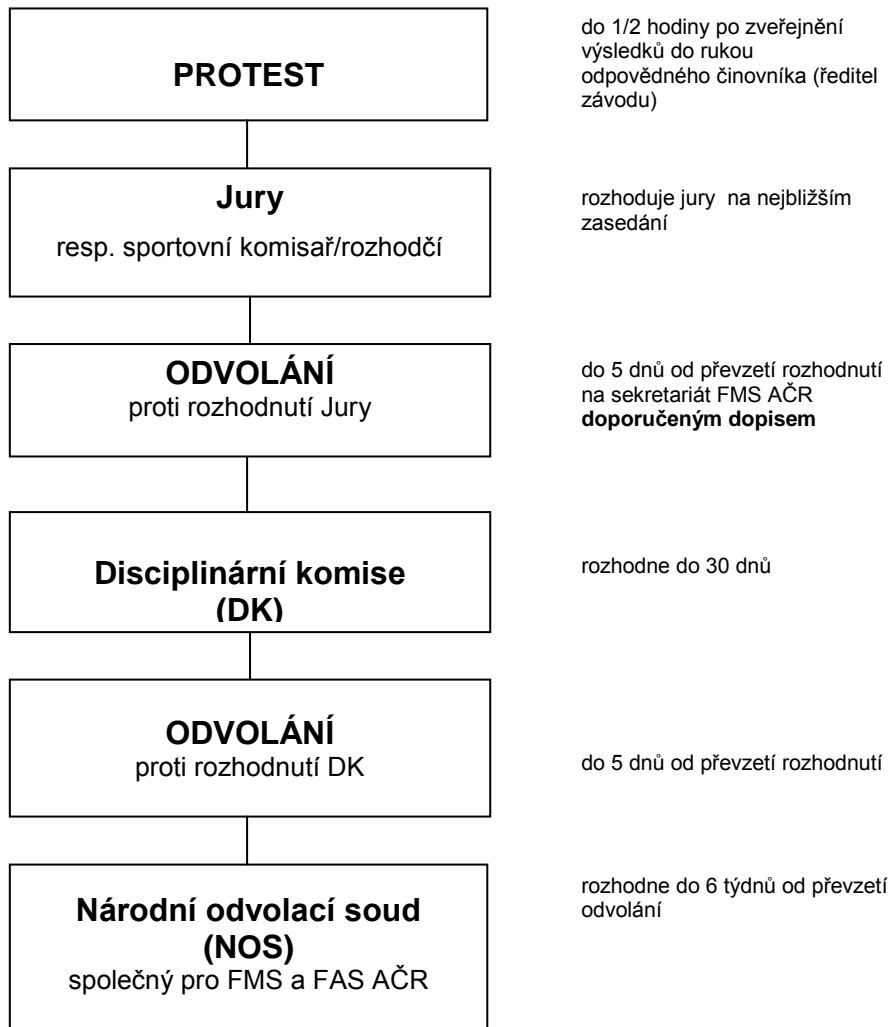 PROTEST
do 1/2 hodiny po zveřejnění
výsledků do rukou
odpovědného činovníka (ředitel
závodu)
Jury
resp. sportovní komisař/rozhodčí
rozhoduje jury  na nejbližším
zasedání
ODVOLÁNÍ
proti rozhodnutí Jury
do 5 dnů od převzetí rozhodnutí
na sekretariát FMS AČR
doporučeným dopisem
Disciplinární komise
(DK)
rozhodne do 30 dnů
ODVOLÁNÍ
proti rozhodnutí DK
do 5 dnů od převzetí rozhodnutí
Národní odvolací soud
(NOS)
společný pro FMS a FAS AČR
rozhodne do 6 týdnů od převzetí
odvolání